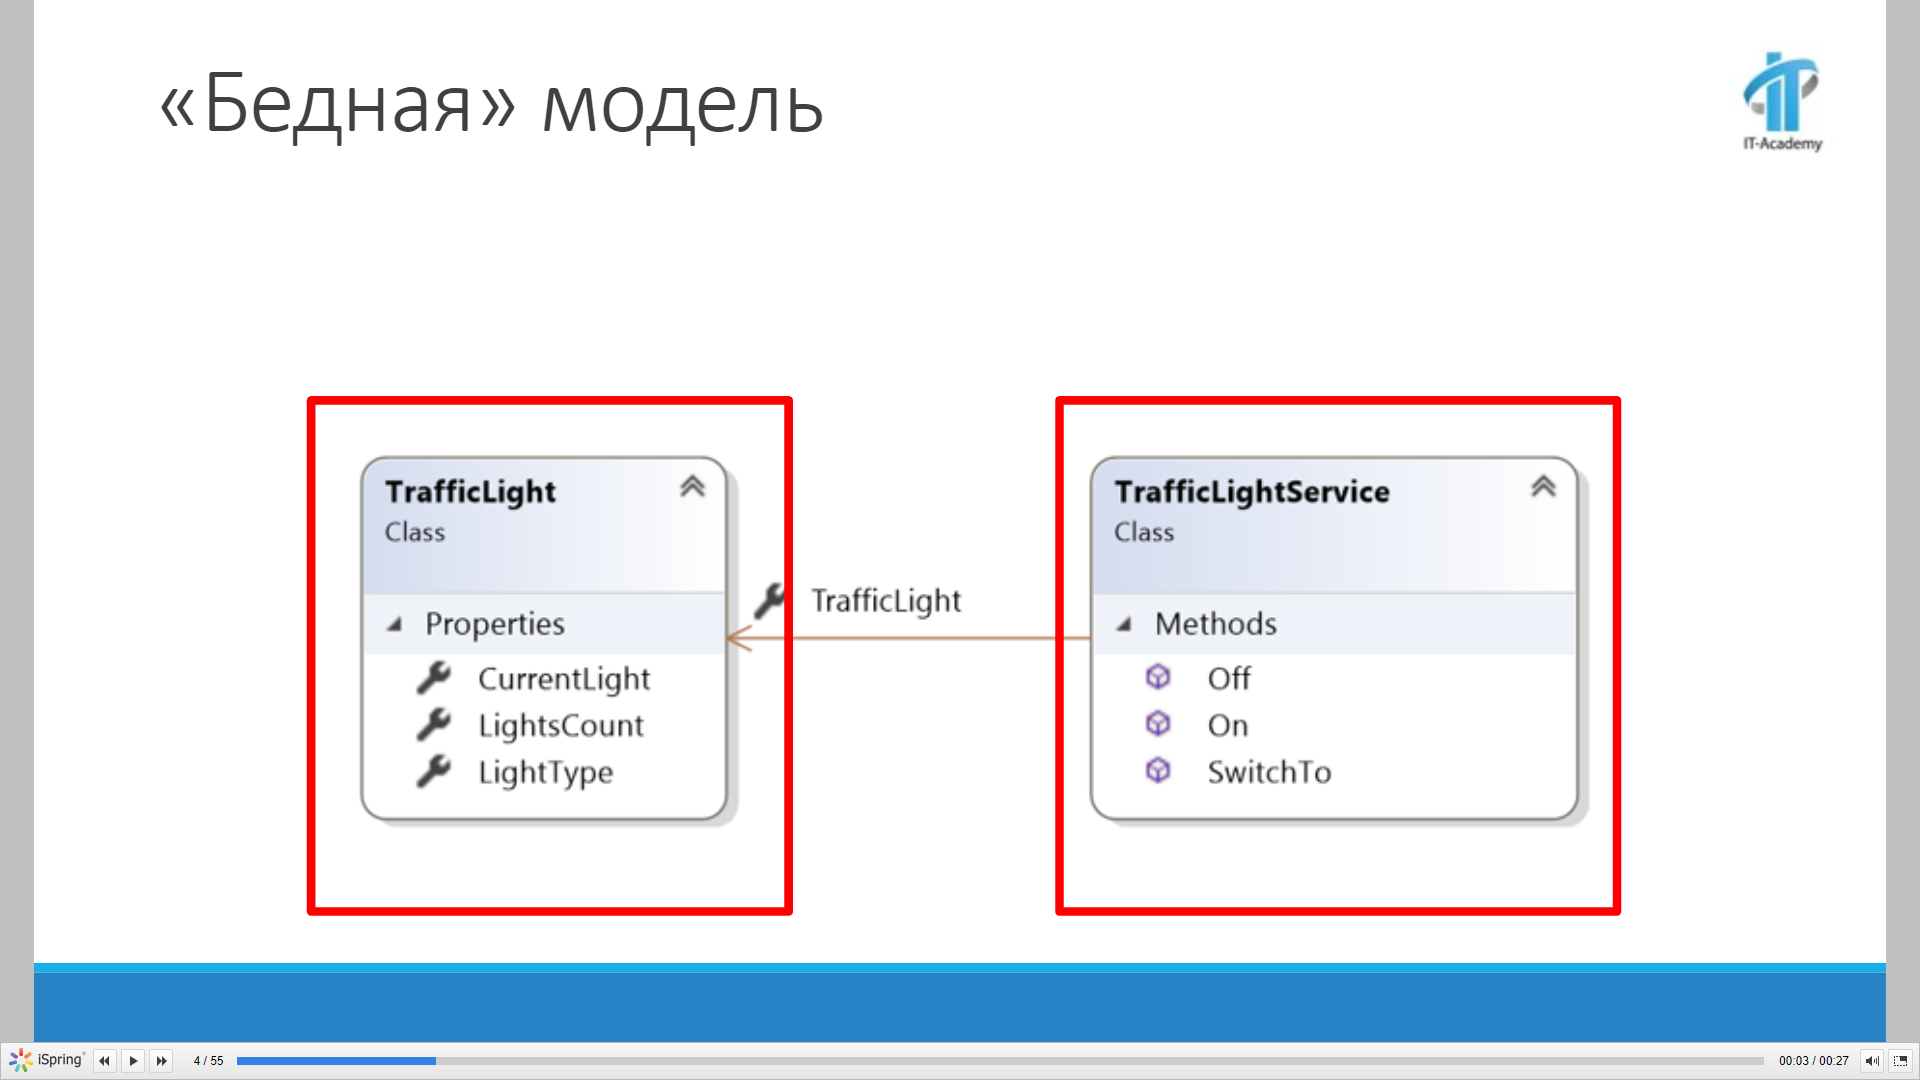 «Бедная» модель
IT-Academy
TrafficLight
Class
Properties
CurrentLight
LightsCount
LightType
TrafficLight
TrafficLightService
Class
Methods
Off
On
SwitchTo
iSpring
4 / 55
00:03 / 00:27